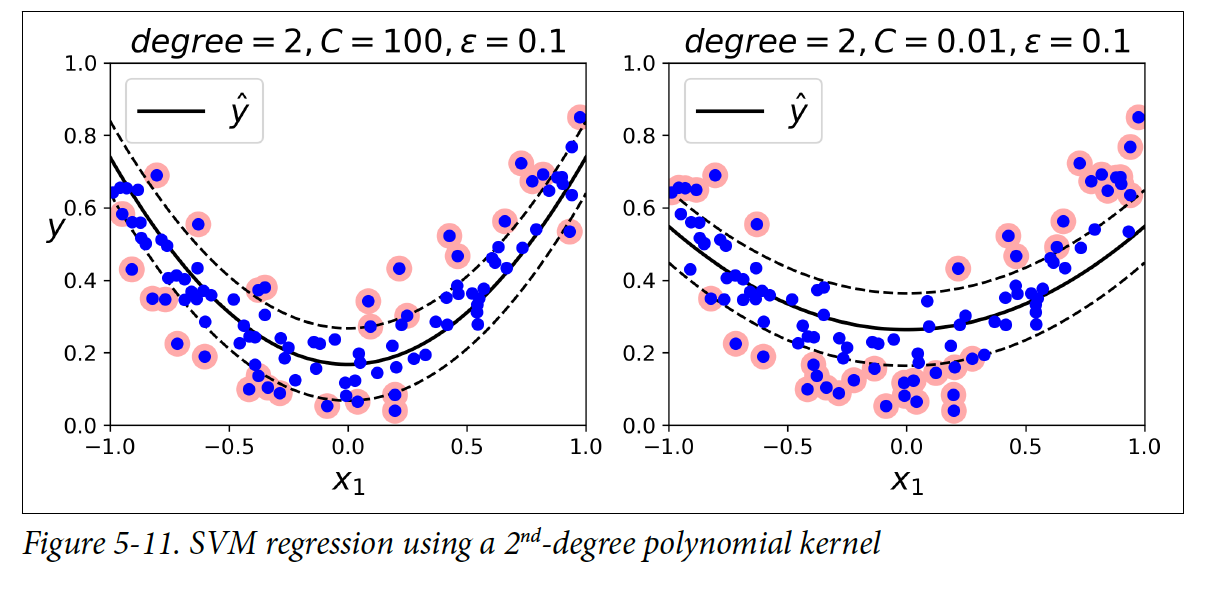 degree = 2, C = 100, ε = 0.1
1.0
0.8
0.6
0.4
0.2
0.0
y
ŷ
−1.0 −0.5 0.0 0.5 1.0
x₁
degree = 2, C = 0.01, ε = 0.1
1.0
0.8
0.6
0.4
0.2
0.0
ŷ
−1.0 −0.5 0.0 0.5 1.0
x₁
Figure 5-11. SVM regression using a 2nd-degree polynomial kernel